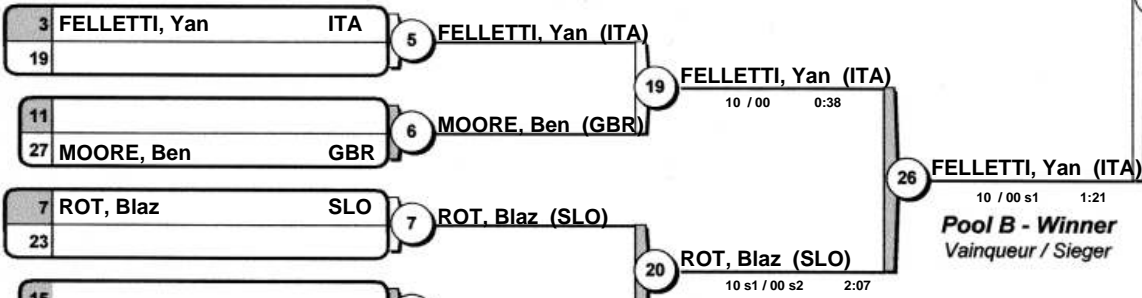 3 FELLETTI, Yan ITA
19
5 FELLETTI, Yan (ITA)
11
27 MOORE, Ben GBR
6 MOORE, Ben (GBR)
19 FELLETTI, Yan (ITA)
10 / 00 0:38
7 ROT, Blaz SLO
23
7 ROT, Blaz (SLO)
15
20 ROT, Blaz (SLO)
10 s1 / 00 s2 2:07
26 FELLETTI, Yan (ITA)
10 / 00 s1 1:21
Pool B - Winner
Vainqueur / Sieger